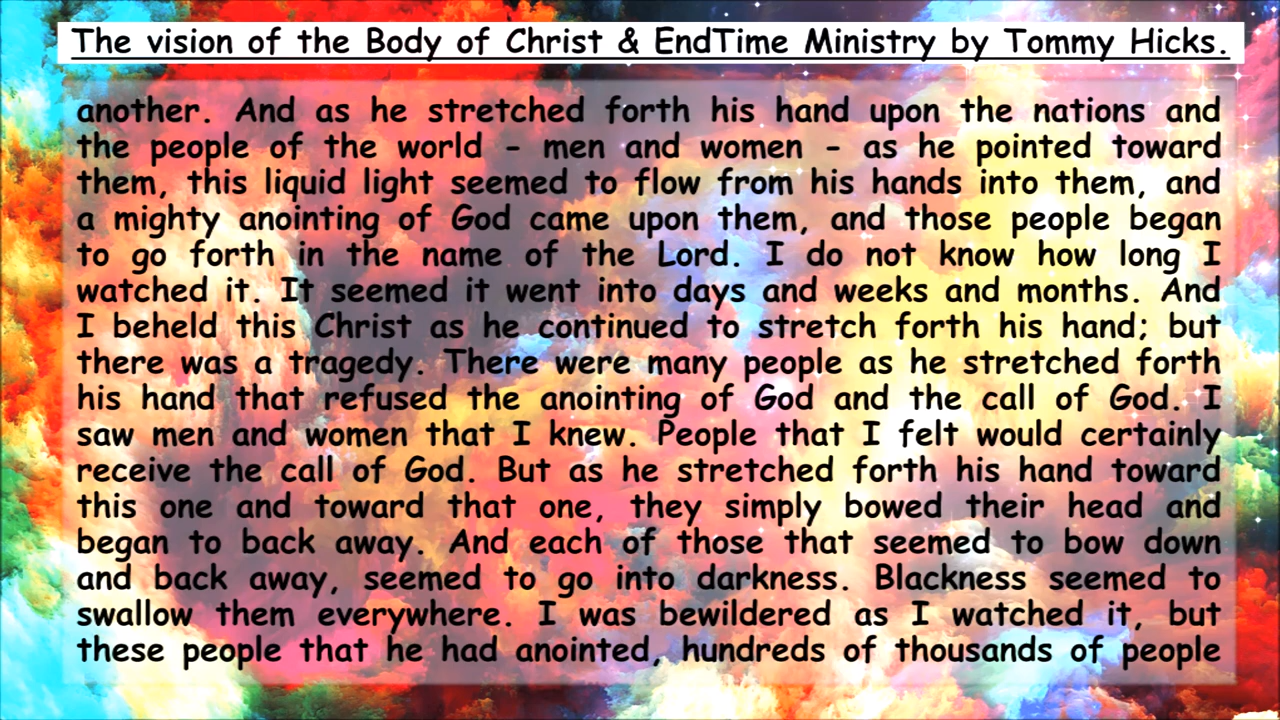 The vision of the Body of Christ & EndTime Ministry by Tommy Hicks.
another. And as he stretched forth his hand upon the nations and
the people of the world - men and women - as he pointed toward
them, this liquid light seemed to flow from his hands into them, and
a mighty anointing of God came upon them, and those people began
to go forth in the name of the Lord. I do not know how long I
watched it. It seemed it went into days and weeks and months. And
I beheld this Christ as he continued to stretch forth his hand; but
there was a tragedy. There were many people as he stretched forth
his hand that refused the anointing of God and the call of God. I
saw men and women that I knew. People that I felt would certainly
receive the call of God. But as he stretched forth his hand toward
this one and toward that one, they simply bowed their head and
began to back away. And each of those that seemed to bow down
and back away, seemed to go into darkness. Blackness seemed to
swallow them everywhere. I was bewildered as I watched it, but
these people that he had anointed, hundreds of thousands of people